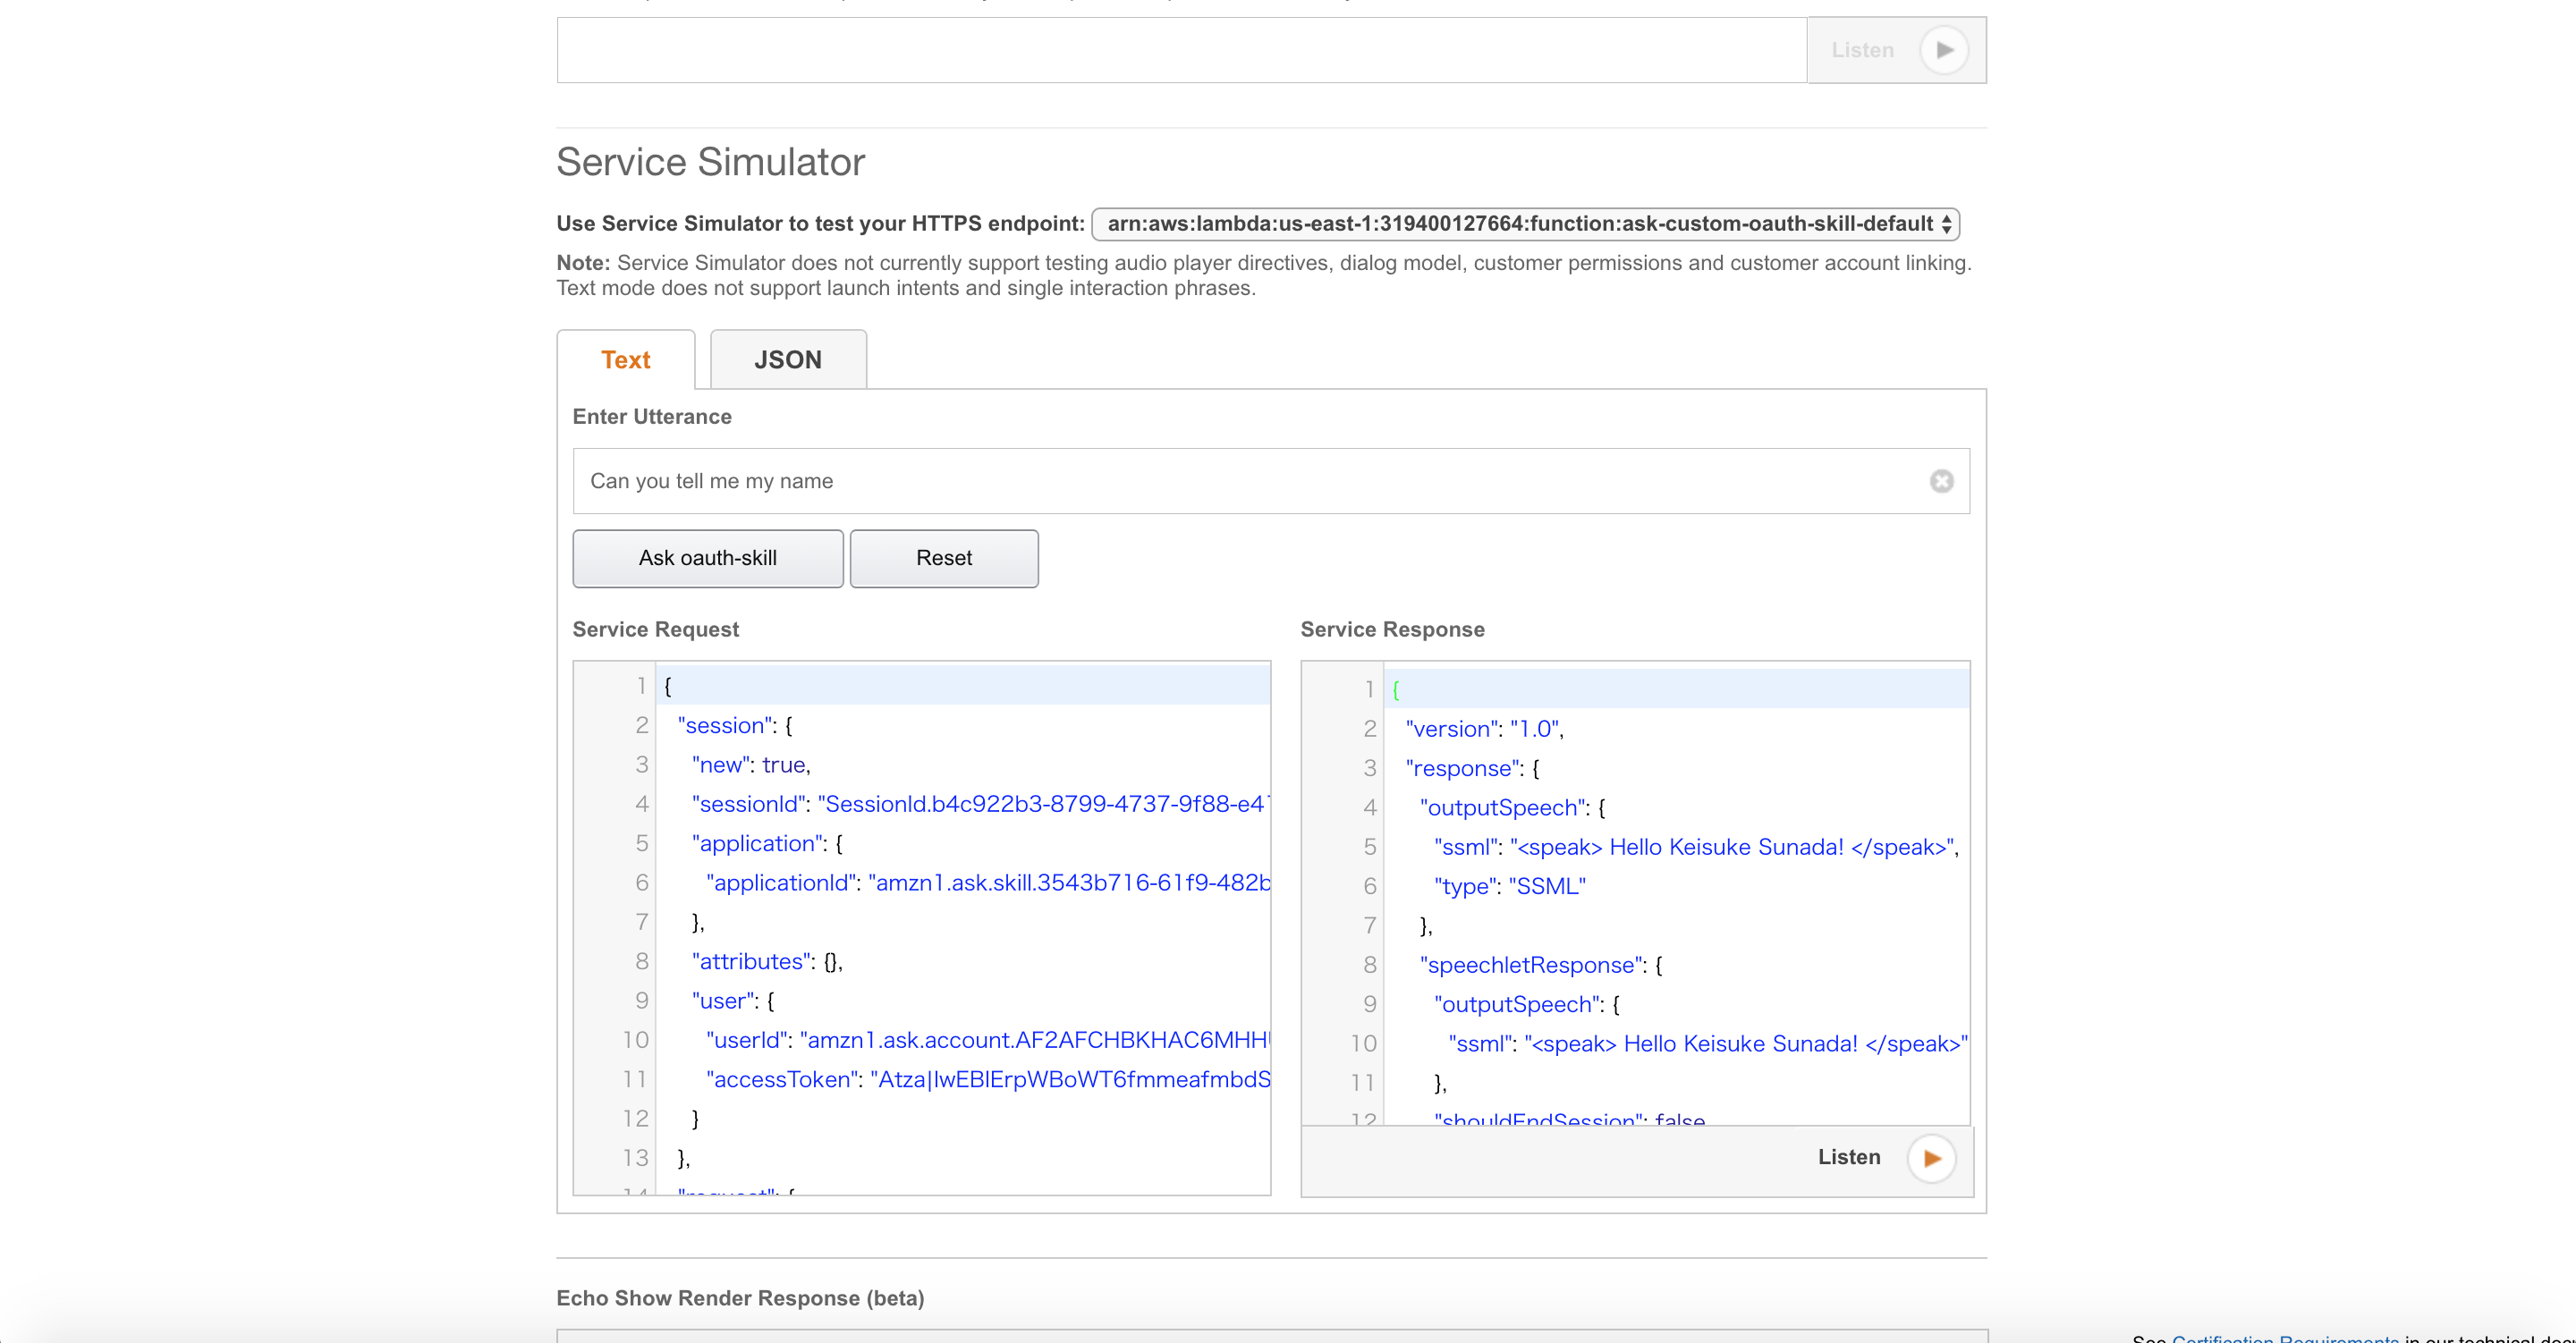 Listen
Service Simulator
Use Service Simulator to test your HTTPS endpoint: arn:aws:lambda:us-east-1:319400127664:function:ask-custom-oauth-skill-default
Note: Service Simulator does not currently support testing audio player directives, dialog model, customer permissions and customer account linking.
Text mode does not support launch intents and single interaction phrases.
Text JSON
Enter Utterance
Can you tell me my name
Ask oauth-skill Reset
Service Request
1 {
2 "session": {
3 "new": true,
4 "sessionId": "SessionId.b4c922b3-8799-4737-9f88-e4
5 "application": {
6 "applicationId": "amzn1.ask.skill.3543b716-61f9-482b
7 },
8 "attributes": {},
9 "user": {
10 "userId": "amzn1.ask.account.AF2AFCHBKHAC6MHH
11 "accessToken": "Atza|IwEBIErpWBoWT6fmmeafmbdS
12 }
13 },
14 "request": {
Service Response
1 {
2 "version": "1.0",
3 "response": {
4 "outputSpeech": {
5 "ssml": "<speak> Hello Keisuke Sunada! </speak>",
6 "type": "SSML"
7 },
8 "speechletResponse": {
9 "outputSpeech": {
10 "ssml": "<speak> Hello Keisuke Sunada! </speak>"
11 },
12 "shouldEndSession": false
Listen
Echo Show Render Response (beta)
See Certification Requirements in our technical doc